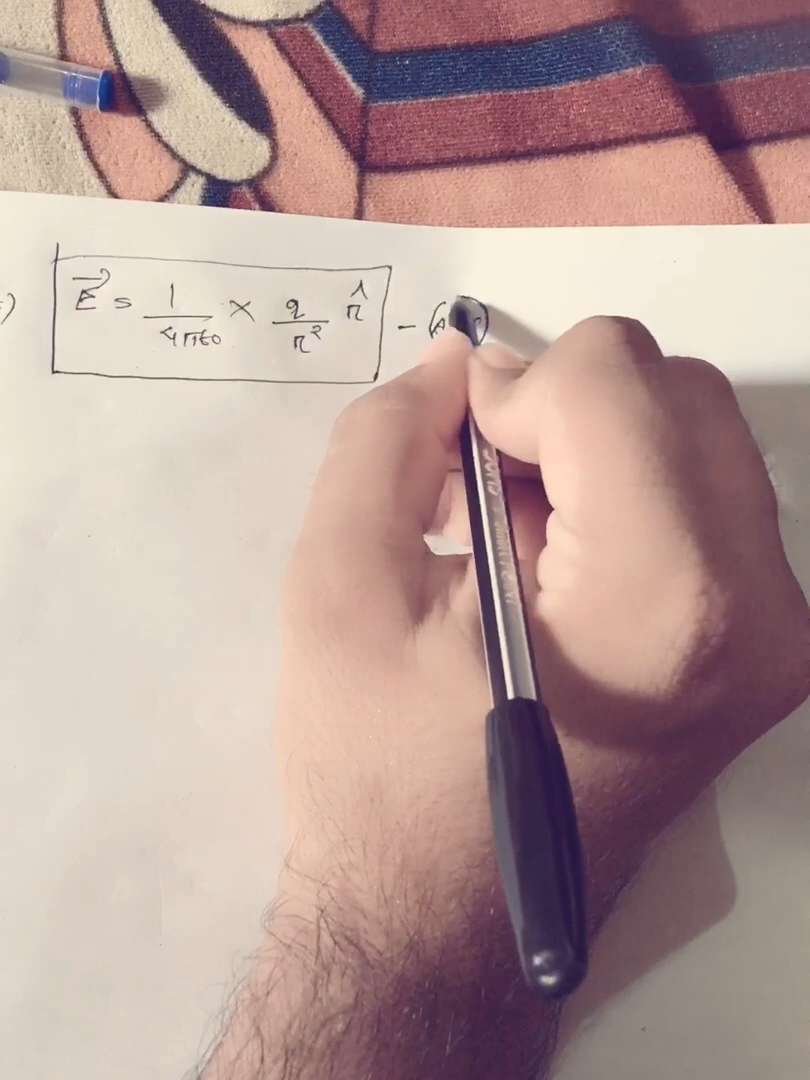 E⃗ = 1/4πε₀ × q/r² r̂